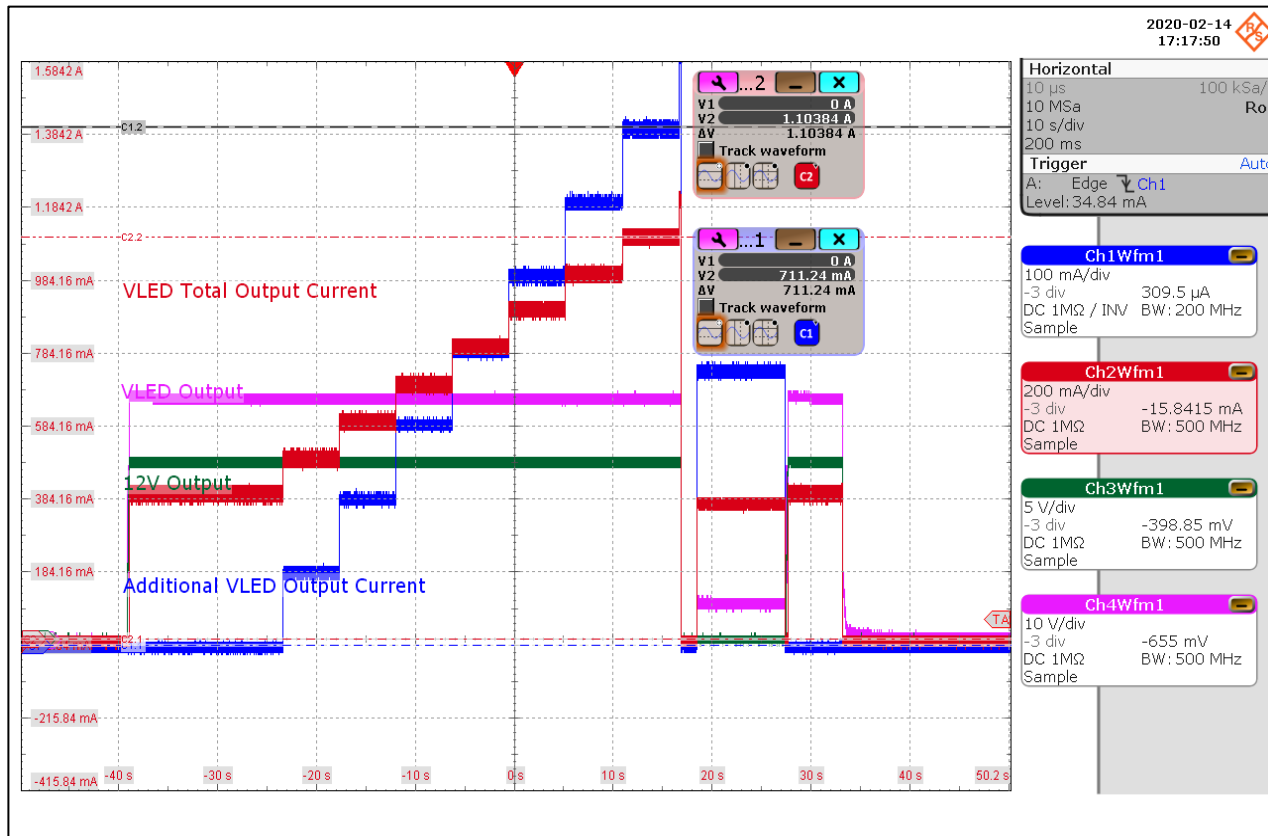 2020-02-14
17:17:50
1.5842 A
1.3842 A
1.1842 A
984.16 mA
784.16 mA
584.16 mA
384.16 mA
184.16 mA
-215.84 mA
-415.84 mA
C1.2
C2.2
C2.1
VLED Total Output Current
VLED Output
12V Output
Additional VLED Output Current
-40 s
-30 s
-20 s
-10 s
0 s
10 s
20 s
30 s
40 s
50.2 s
TA
...2
V1 0 A
V2 1.10384 A
ΔV 1.10384 A
Track waveform
C2
...1
V1 0 A
V2 711.24 mA
ΔV 711.24 mA
Track waveform
C1
Horizontal
10 µs 100 kSa/
10 MSa Ro
10 s/div
200 ms
Trigger Auto
A: Edge Ch1
Level: 34.84 mA
Ch1Wfm1
100 mA/div
-3 div 309.5 µA
DC 1MΩ / INV BW: 200 MHz
Sample
Ch2Wfm1
200 mA/div
-3 div -15.8415 mA
DC 1MΩ BW: 500 MHz
Sample
Ch3Wfm1
5 V/div
-3 div -398.85 mV
DC 1MΩ BW: 500 MHz
Sample
Ch4Wfm1
10 V/div
-3 div -655 mV
DC 1MΩ BW: 500 MHz
Sample